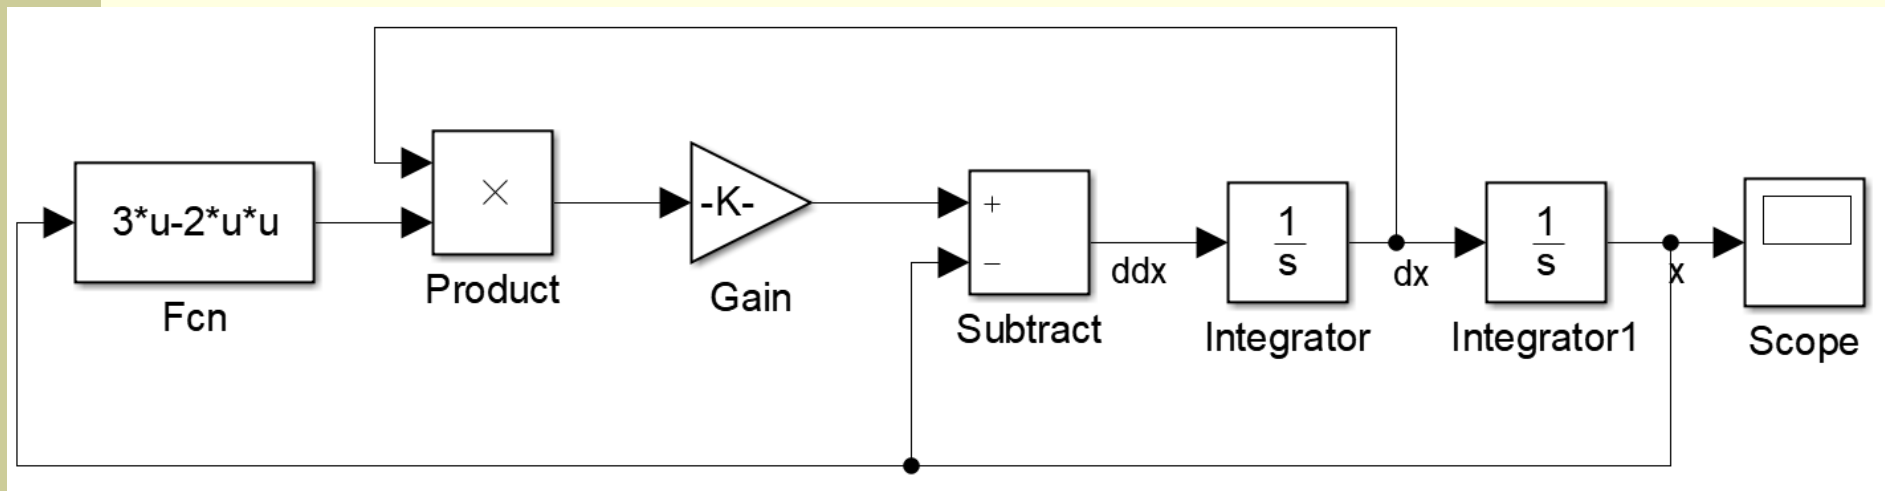 3*u-2*u*u
Fcn
×
Product
-K-
Gain
+
−
Subtract
ddx
1
s
Integrator
dx
1
s
Integrator1
x
Scope